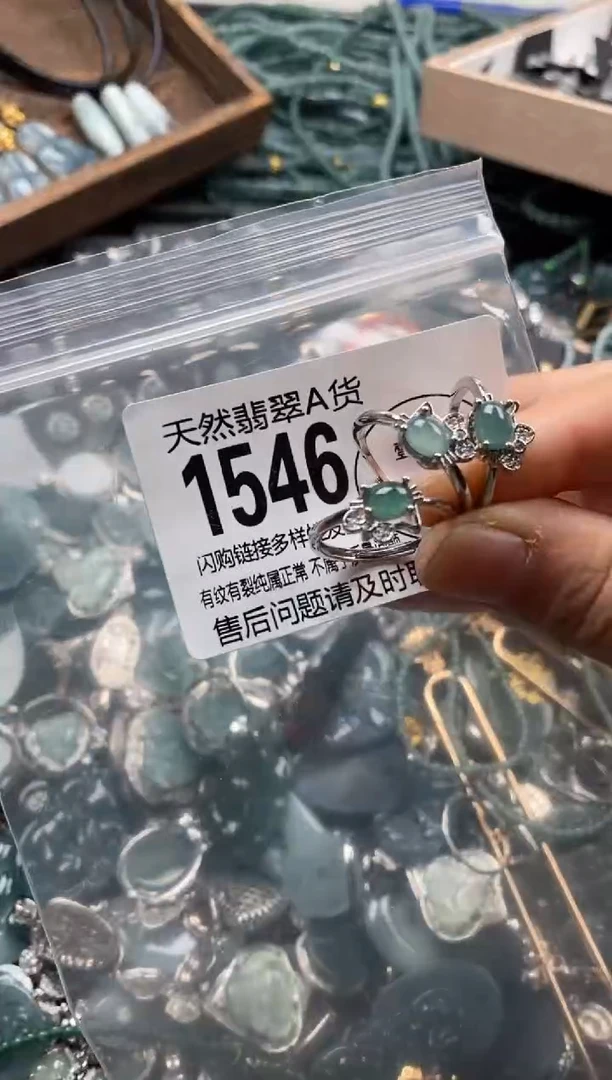 天然翡翠A货
1546
闪购链接多样
有纹有裂纯属正常 不属
售后问题请及时